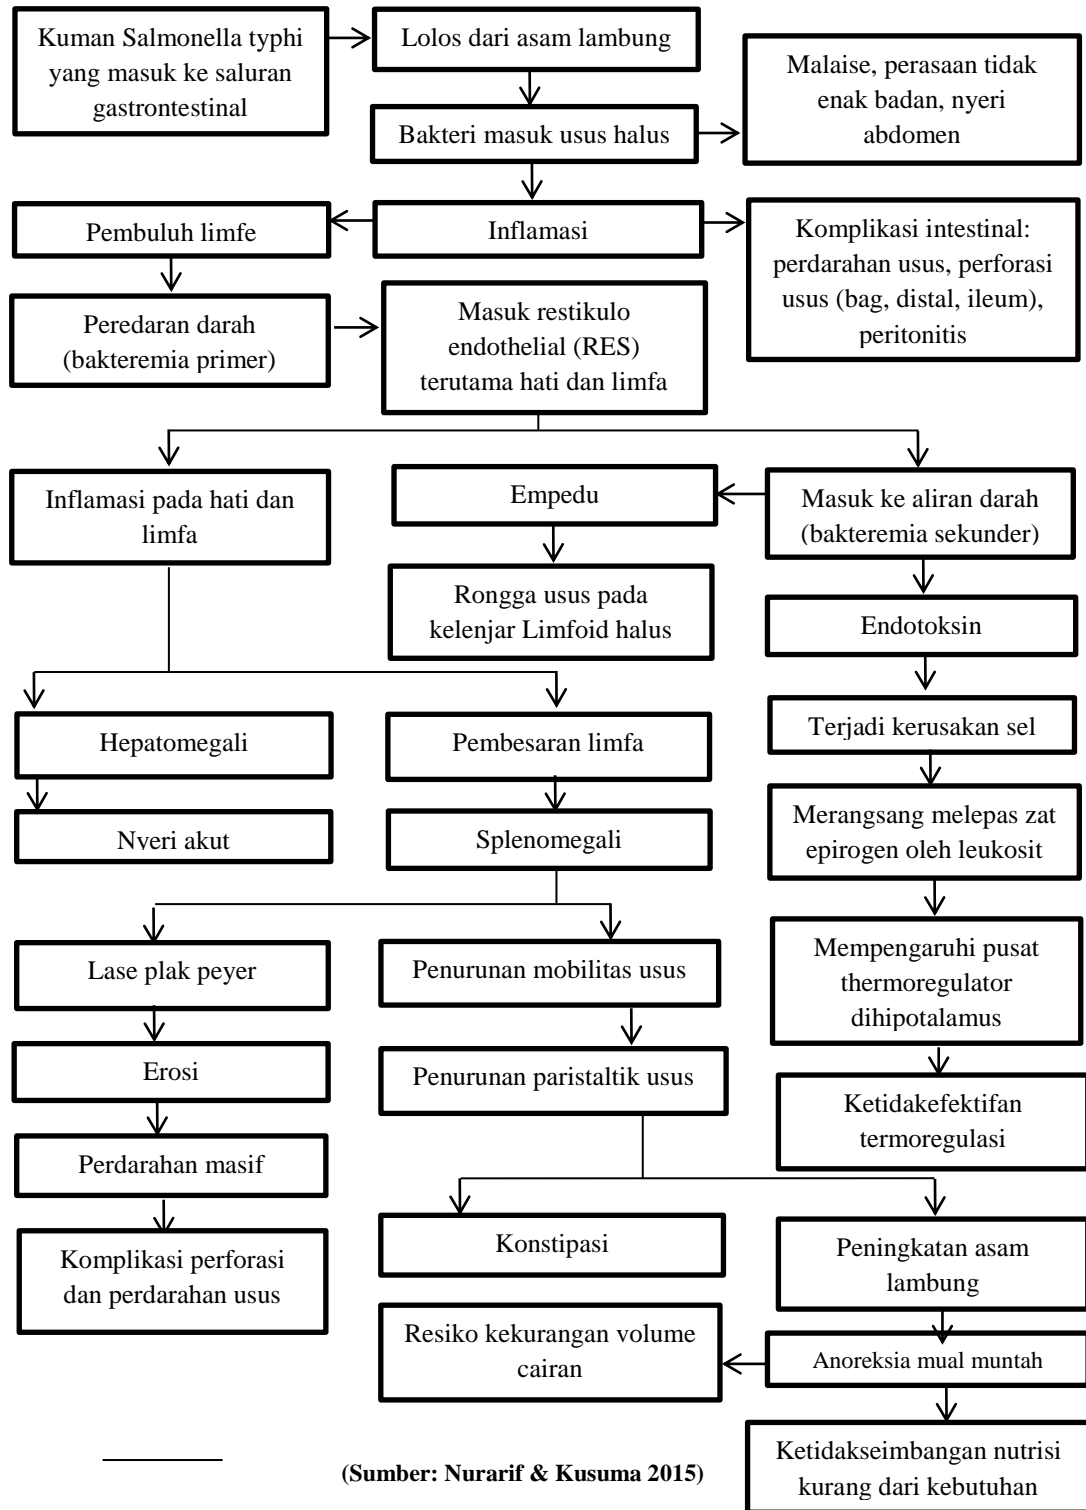 Kuman Salmonella typhi
yang masuk ke saluran
gastrontestinal
Lolos dari asam lambung
Malaise, perasaan tidak
enak badan, nyeri
abdomen
Bakteri masuk usus halus
Pembuluh limfe
Inflamasi
Komplikasi intestinal:
perdarahan usus, perforasi
usus (bag, distal, ileum),
peritonitis
Peredaran darah
(bakteremia primer)
Masuk restikulo
endothelial (RES)
terutama hati dan limfa
Inflamasi pada hati dan
limfa
Empedu
Masuk ke aliran darah
(bakteremia sekunder)
Rongga usus pada
kelenjar Limfoid halus
Endotoksin
Hepatomegali
Pembesaran limfa
Terjadi kerusakan sel
Nyeri akut
Splenomegali
Merangsang melepas zat
epirogen oleh leukosit
Lase plak peyer
Penurunan mobilitas usus
Mempengaruhi pusat
thermoregulator
dihipotalamus
Erosi
Penurunan paristaltik usus
Ketidakefektifan
termoregulasi
Perdarahan masif
Komplikasi perforasi
dan perdarahan usus
Konstipasi
Peningkatan asam
lambung
Resiko kekurangan volume
cairan
Anoreksia mual muntah
Ketidakseimbangan nutrisi
kurang dari kebutuhan
(Sumber: Nurarif & Kusuma 2015)